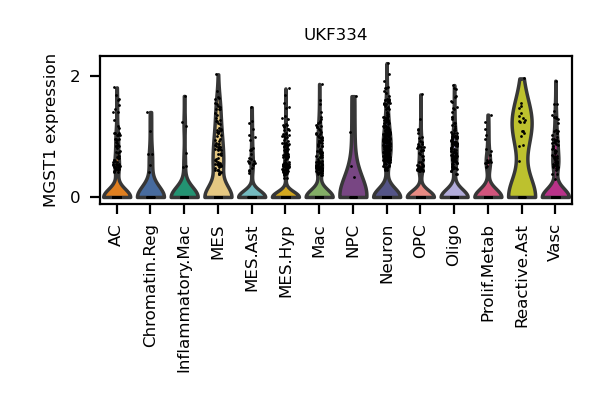 UKF334
MGST1 expression
2
0
AC
Chromatin.Reg
Inflammatory.Mac
MES
MES.Ast
MES.Hyp
Mac
NPC
Neuron
OPC
Oligo
Prolif.Metab
Reactive.Ast
Vasc